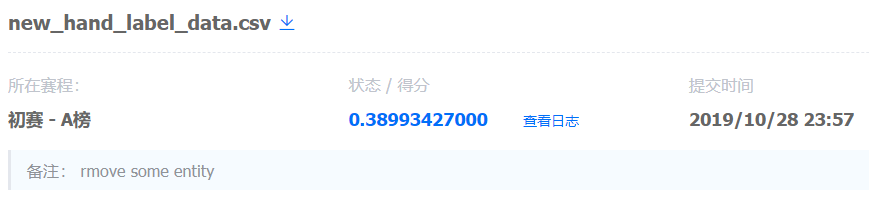 new_hand_label_data.csv
所在赛程： 状态 / 得分 提交时间
初赛 - A榜 0.38993427000 查看日志 2019/10/28 23:57
备注： rmove some entity